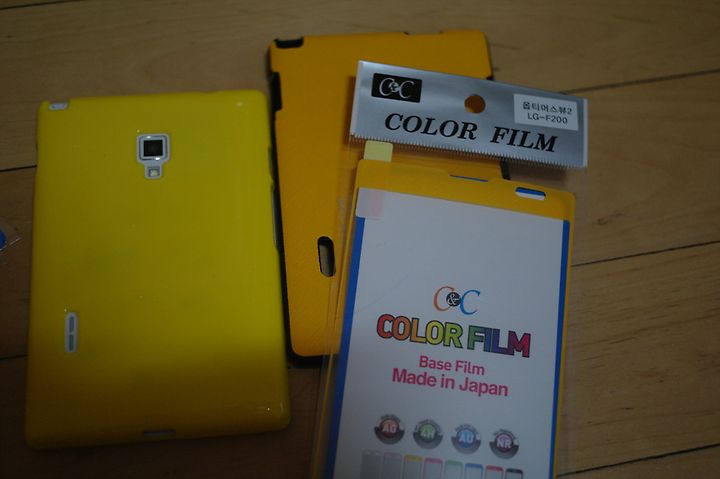 C&C
옵티머스뷰2
LG-F200
COLOR FILM
C&C
COLOR FILM
Base Film
Made in Japan
AG
4H
AU
NR